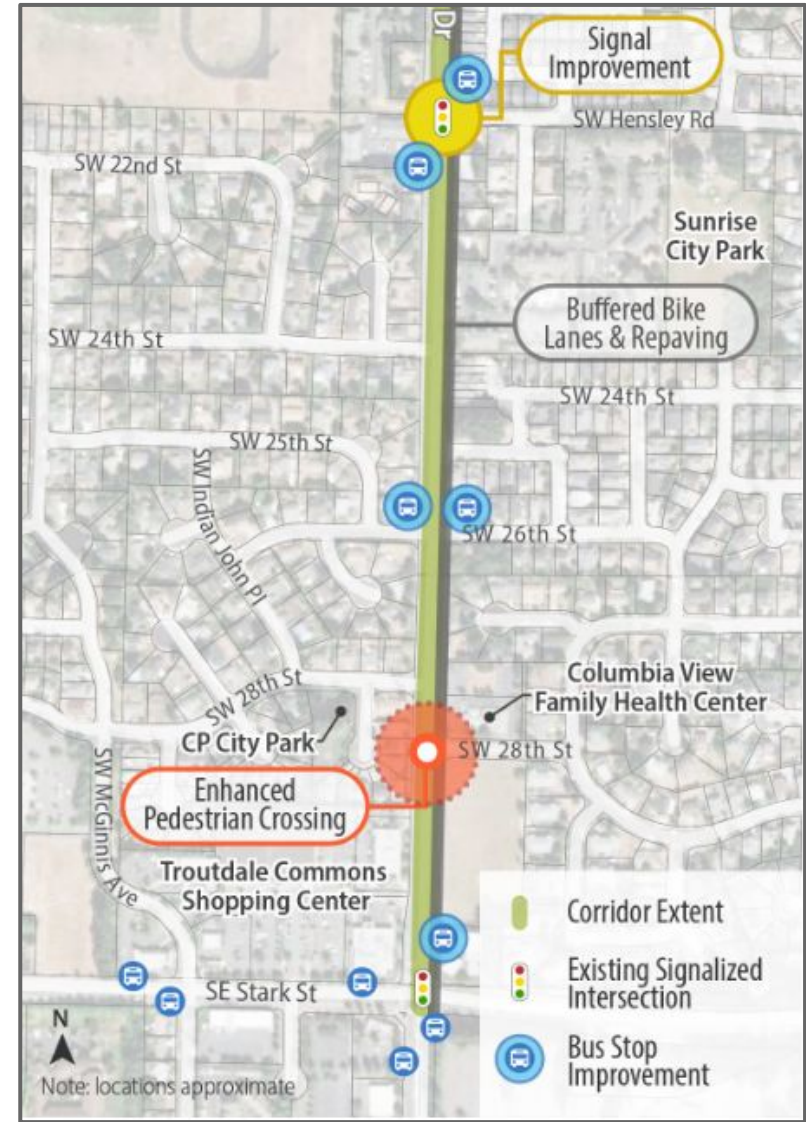 Dr
Signal
Improvement
SW Hensley Rd
SW 22nd St
Sunrise
City Park
Buffered Bike
Lanes & Repaving
SW 24th St
SW 24th St
SW 25th St
SW Indian John Pl
SW 26th St
Columbia View
Family Health Center
SW 28th St
CP City Park
SW 28th St
Enhanced
Pedestrian Crossing
SW McGinnis Ave
Troutdale Commons
Shopping Center
Corridor Extent
Existing Signalized
Intersection
Bus Stop
Improvement
SE Stark St
N
Note: locations approximate